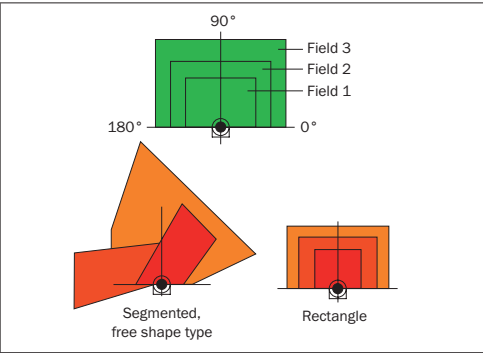 90°
Field 3
Field 2
Field 1
180°
0°
Segmented,
free shape type
Rectangle